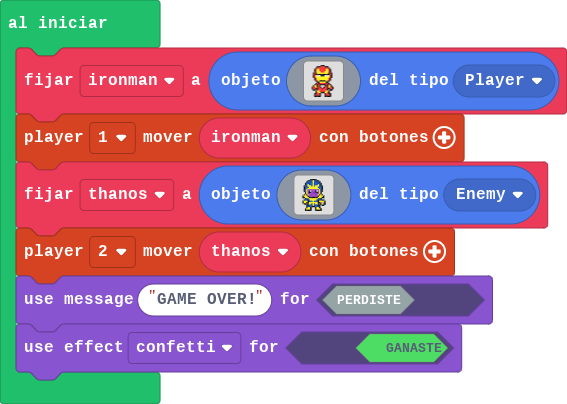 al iniciar
fijar ironman a objeto del tipo Player
player 1 mover ironman con botones
fijar thanos a objeto del tipo Enemy
player 2 mover thanos con botones
use message "GAME OVER!" for PERDISTE
use effect confetti for GANASTE